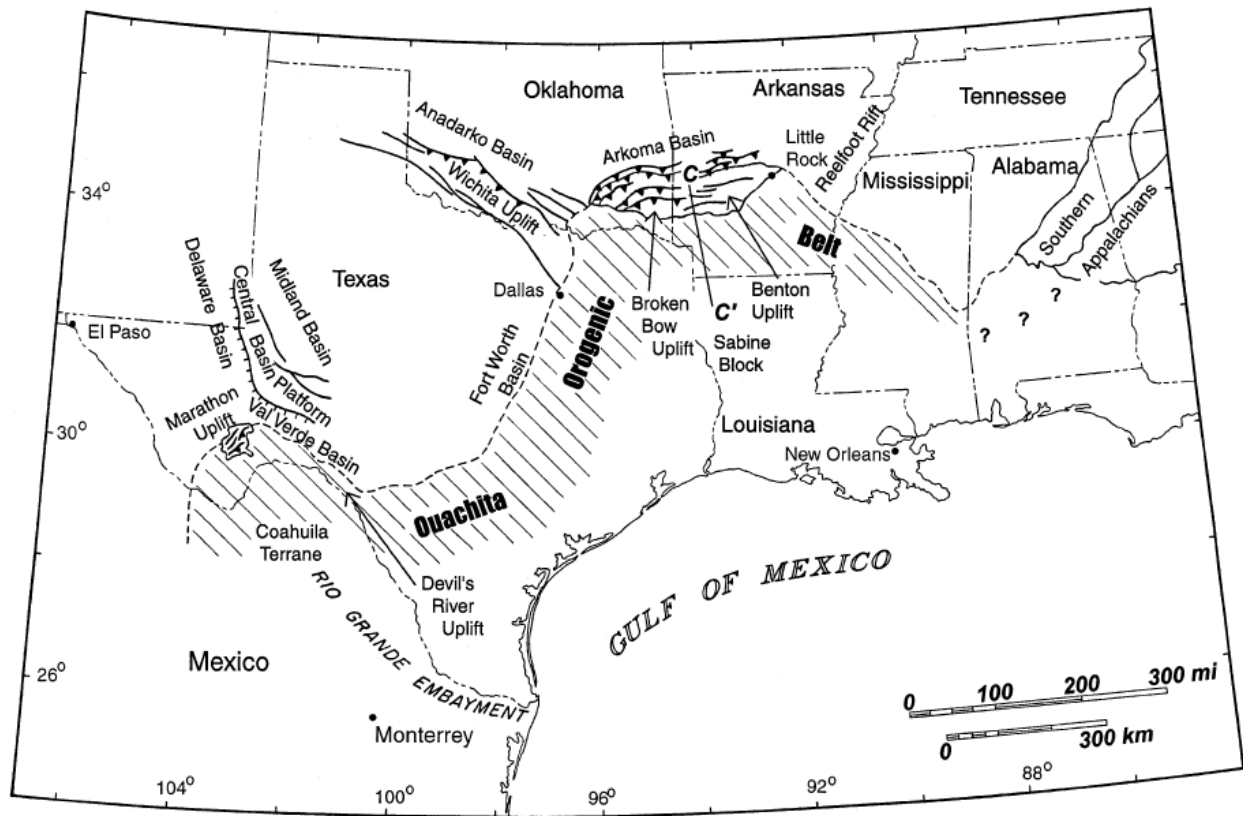 Oklahoma
Arkansas
Tennessee
Anadarko Basin
Arkoma Basin
Little
Rock
Reelfoot Rift
Mississippi
Alabama
Southern
Appalachians
34°
Wichita Uplift
C
Belt
Delaware
Basin
Central Basin Platform
Midland Basin
Texas
Dallas
El Paso
Fort Worth
Basin
Orogenic
Broken
Bow
Uplift
C'
Sabine
Block
Benton
Uplift
?
?
?
Marathon
Uplift
Val Verde Basin
30°
Louisiana
New Orleans
Ouachita
Coahuila
Terrane
Devil's
River
Uplift
RIO GRANDE EMBAYMENT
GULF OF MEXICO
Mexico
26°
Monterrey
0 100 200 300 mi
0 300 km
104° 100° 96° 92° 88°